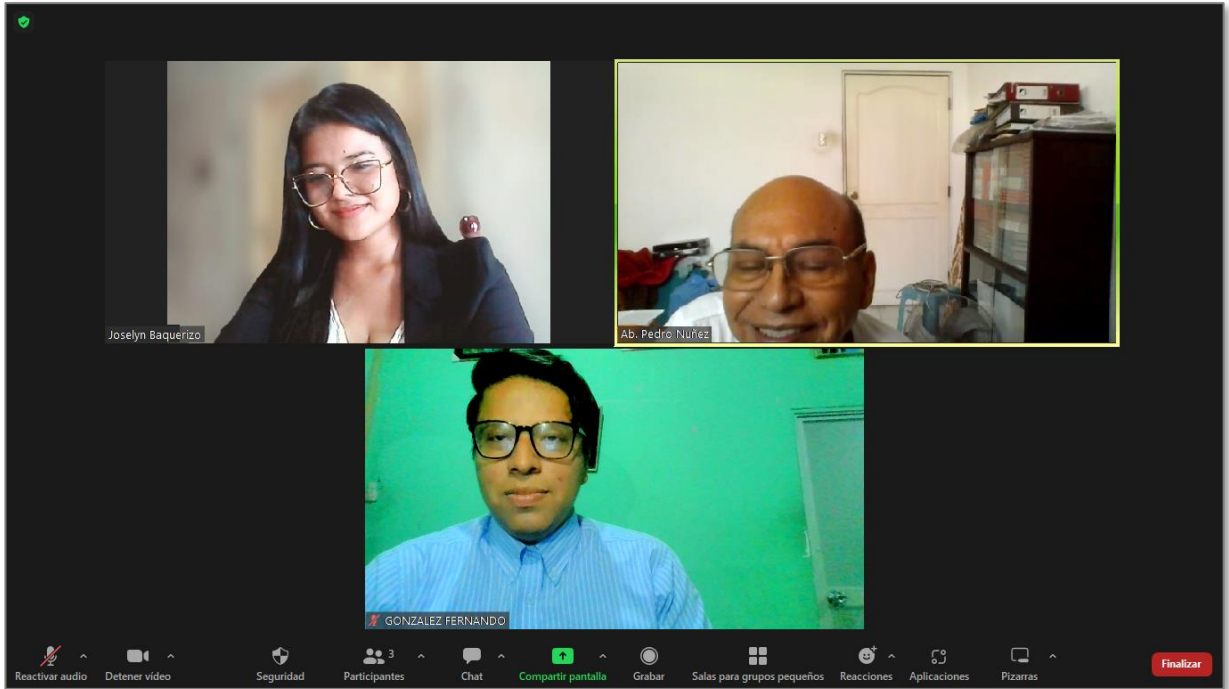 Joselyn Baquerizo
Ab. Pedro Nuñez
GONZALEZ FERNANDO
3
Reactivar audio
Detener vídeo
Seguridad
Participantes
Chat
Compartir pantalla
Grabar
Salas para grupos pequeños
Reacciones
Aplicaciones
Pizarras
Finalizar